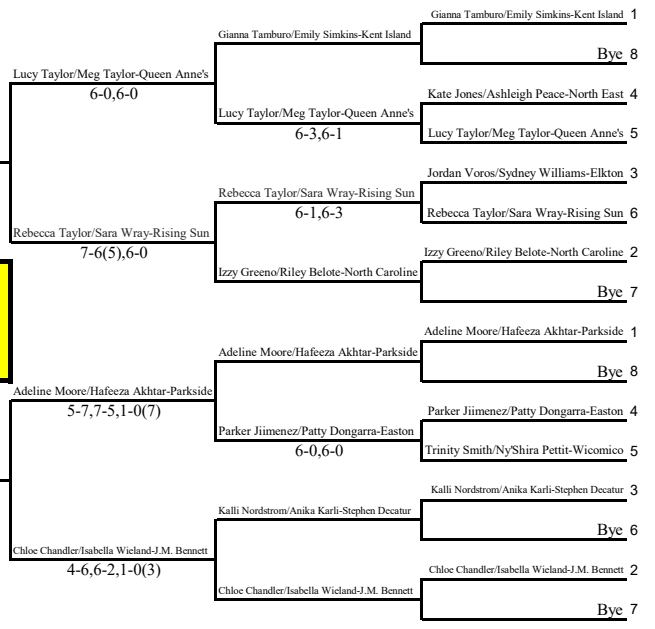 Gianna Tamburo/Emily Simkins-Kent Island 1
Gianna Tamburo/Emily Simkins-Kent Island
Bye 8
Lucy Taylor/Meg Taylor-Queen Anne's
6-0,6-0
Kate Jones/Ashleigh Peace-North East 4
Lucy Taylor/Meg Taylor-Queen Anne's
6-3,6-1
Lucy Taylor/Meg Taylor-Queen Anne's 5
Jordan Voros/Sydney Williams-Elkton 3
Rebecca Taylor/Sara Wray-Rising Sun
6-1,6-3
Rebecca Taylor/Sara Wray-Rising Sun 6
Rebecca Taylor/Sara Wray-Rising Sun
7-6(5),6-0
Izzy Greeno/Riley Belote-North Caroline 2
Izzy Greeno/Riley Belote-North Caroline
Bye 7
Adeline Moore/Hafeeza Akhtar-Parkside 1
Adeline Moore/Hafeeza Akhtar-Parkside
Bye 8
Adeline Moore/Hafeeza Akhtar-Parkside
5-7,7-5,1-0(7)
Parker Jiimenez/Patty Dongarra-Easton 4
Parker Jiimenez/Patty Dongarra-Easton
6-0,6-0
Trinity Smith/Ny'Shira Pettit-Wicomico 5
Kalli Nordstrom/Anika Karli-Stephen Decatur 3
Kalli Nordstrom/Anika Karli-Stephen Decatur
Bye 6
Chloe Chandler/Isabella Wieland-J.M. Bennett
4-6,6-2,1-0(3)
Chloe Chandler/Isabella Wieland-J.M. Bennett 2
Chloe Chandler/Isabella Wieland-J.M. Bennett
Bye 7